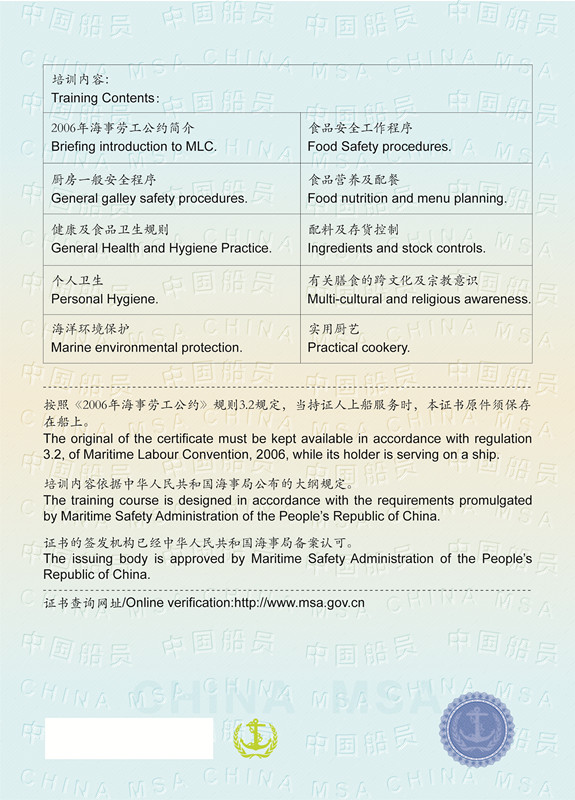 培训内容：
Training Contents:
2006年海事劳工公约简介
Briefing introduction to MLC.
食品安全工作程序
Food Safety procedures.
厨房一般安全程序
General galley safety procedures.
食品营养及配餐
Food nutrition and menu planning.
健康及食品卫生规则
General Health and Hygiene Practice.
配料及存货控制
Ingredients and stock controls.
个人卫生
Personal Hygiene.
有关膳食的跨文化及宗教意识
Multi-cultural and religious awareness.
海洋环境保护
Marine environmental protection.
实用厨艺
Practical cookery.
按照《2006年海事劳工公约》规则3.2规定，当持证人上船服务时，本证书原件须保存
在船上。
The original of the certificate must be kept available in accordance with regulation
3.2, of Maritime Labour Convention, 2006, while its holder is serving on a ship.
培训内容依据中华人民共和国海事局公布的大纲规定。
The training course is designed in accordance with the requirements promulgated
by Maritime Safety Administration of the People's Republic of China.
证书的签发机构已经中华人民共和国海事局备案认可。
The issuing body is approved by Maritime Safety Administration of the People's
Republic of China.
证书查询网址/Online verification:http://www.msa.gov.cn
CHINA MSA